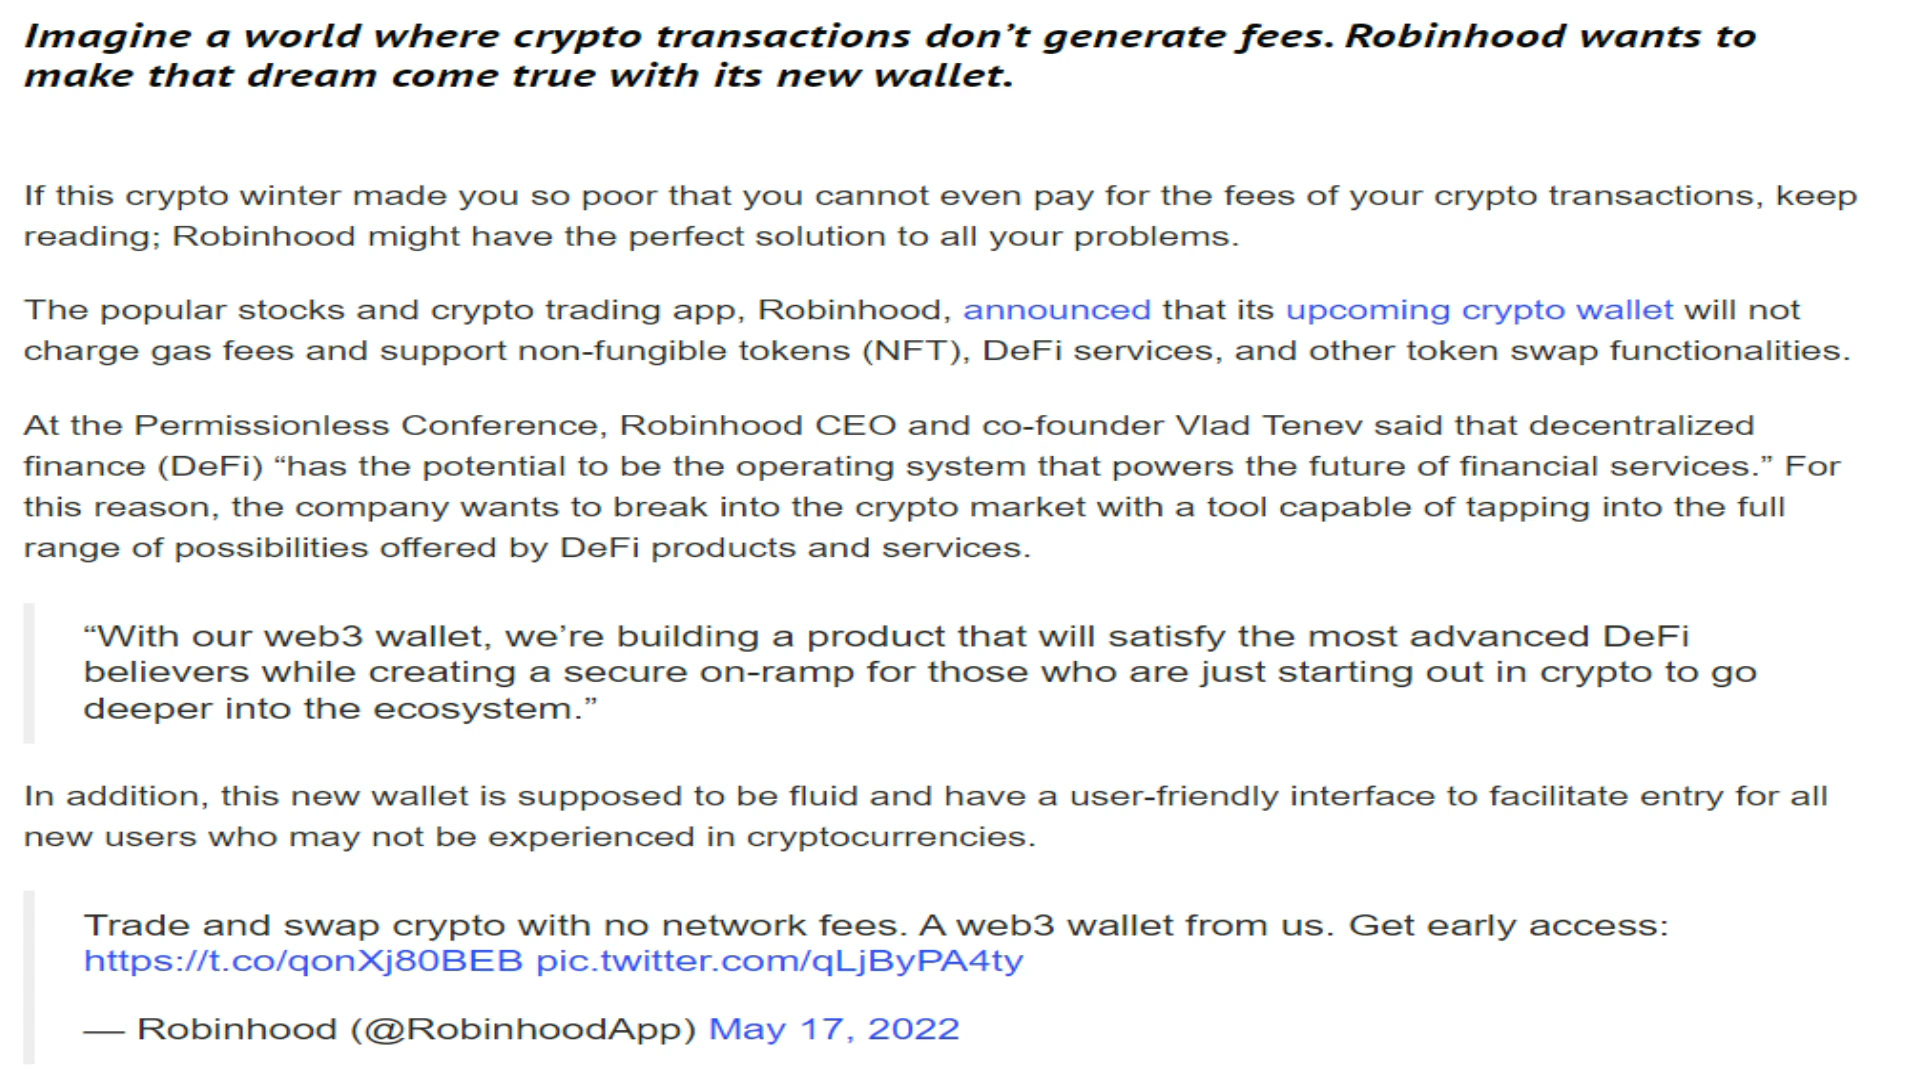 Imagine a world where crypto transactions don’t generate fees. Robinhood wants to
make that dream come true with its new wallet.
If this crypto winter made you so poor that you cannot even pay for the fees of your crypto transactions, keep
reading; Robinhood might have the perfect solution to all your problems.
The popular stocks and crypto trading app, Robinhood, announced that its upcoming crypto wallet will not
charge gas fees and support non-fungible tokens (NFT), DeFi services, and other token swap functionalities.
At the Permissionless Conference, Robinhood CEO and co-founder Vlad Tenev said that decentralized
finance (DeFi) “has the potential to be the operating system that powers the future of financial services.” For
this reason, the company wants to break into the crypto market with a tool capable of tapping into the full
range of possibilities offered by DeFi products and services.
“With our web3 wallet, we’re building a product that will satisfy the most advanced DeFi
believers while creating a secure on-ramp for those who are just starting out in crypto to go
deeper into the ecosystem.”
In addition, this new wallet is supposed to be fluid and have a user-friendly interface to facilitate entry for all
new users who may not be experienced in cryptocurrencies.
Trade and swap crypto with no network fees. A web3 wallet from us. Get early access:
https://t.co/qonXj80BEB pic.twitter.com/qLjByPA4ty
— Robinhood (@RobinhoodApp) May 17, 2022